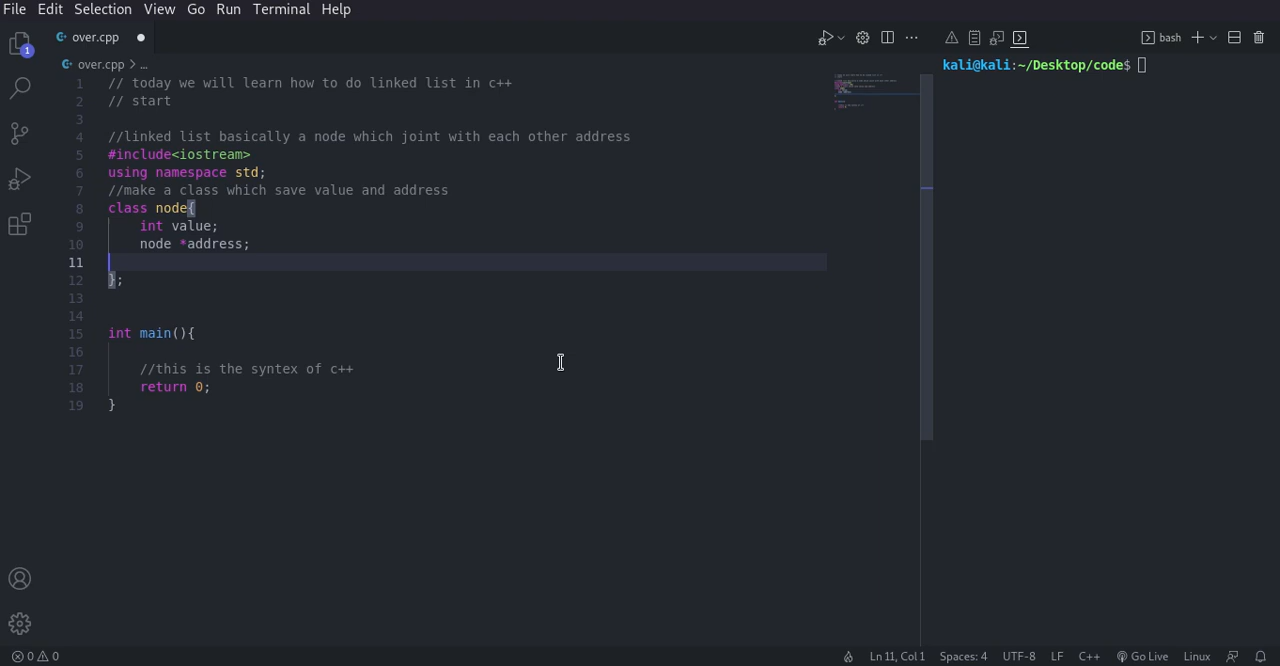 File Edit Selection View Go Run Terminal Help
1
over.cpp
bash
over.cpp > ...
kali@kali:~/Desktop/code$
1 // today we will learn how to do linked list in c++
2 // start
3
4 //linked list basically a node which joint with each other address
5 #include<iostream>
6 using namespace std;
7 //make a class which save value and address
8 class node{
9 int value;
10 node *address;
11
12 };
13
14
15 int main(){
16
17 //this is the syntex of c++
18 return 0;
19 }
0 0
Ln 11, Col 1 Spaces: 4 UTF-8 LF C++ Go Live Linux